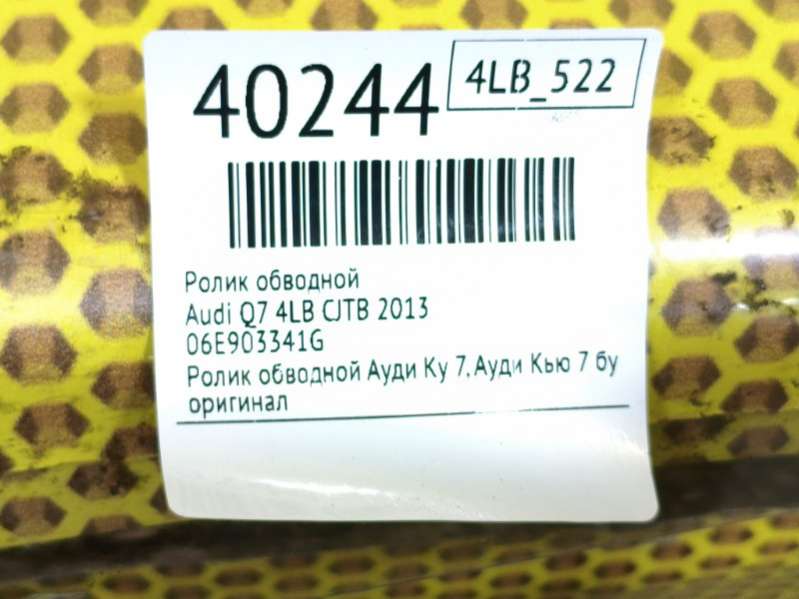 40244
4LB_522
Ролик обводной
Audi Q7 4LB CJTB 2013
06E903341G
Ролик обводной Ауди Ку 7, Ауди Кью 7 бу
оригинал